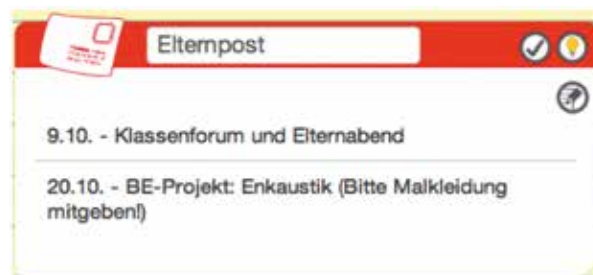 Elternpost
9.10. - Klassenforum und Elternabend
20.10. - BE-Projekt: Enkaustik (Bitte Malkleidung
mitgeben!)